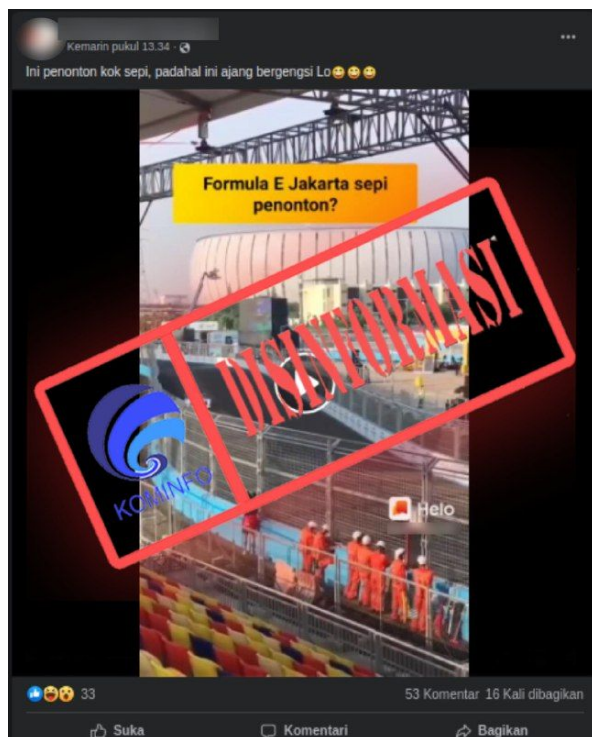 Kemarin pukul 13.34 ·
Ini penonton kok sepi, padahal ini ajang bergengsi Lo
Formula E Jakarta sepi
penonton?
DISINFORMASI
KOMINFO
Helo
33
53 Komentar 16 Kali dibagikan
Suka
Komentari
Bagikan